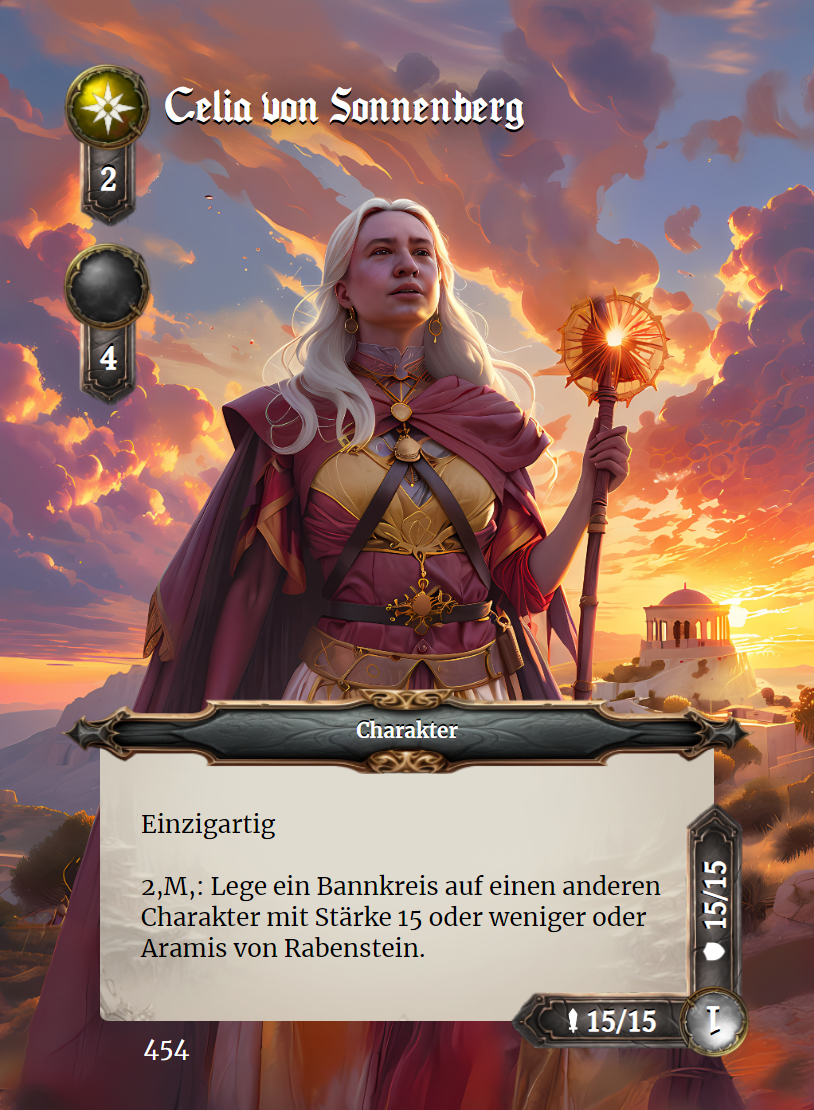 Celia von Sonnenberg
2
4
Charakter
Einzigartig
2,M,: Lege ein Bannkreis auf einen anderen
Charakter mit Stärke 15 oder weniger oder
Aramis von Rabenstein.
15/15
15/15
1
454